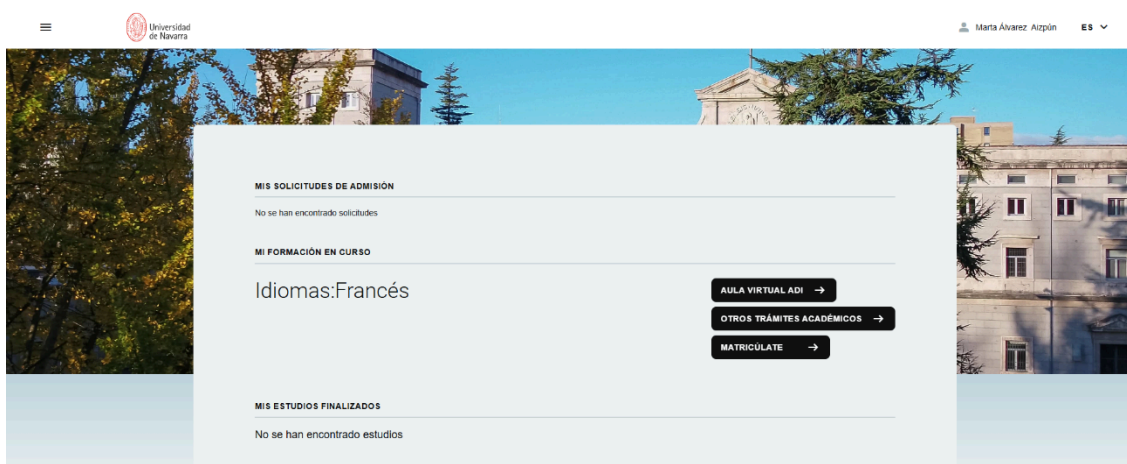 Universidad
de Navarra
Marta Álvarez Aizpún
ES
MIS SOLICITUDES DE ADMISIÓN
No se han encontrado solicitudes
MI FORMACIÓN EN CURSO
Idiomas:Francés
AULA VIRTUAL ADI →
OTROS TRÁMITES ACADÉMICOS →
MATRICÚLATE →
MIS ESTUDIOS FINALIZADOS
No se han encontrado estudios